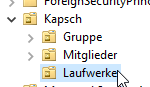 ForeignSecurityPrinc
Kapsch
Gruppe
Mitglieder
Laufwerke